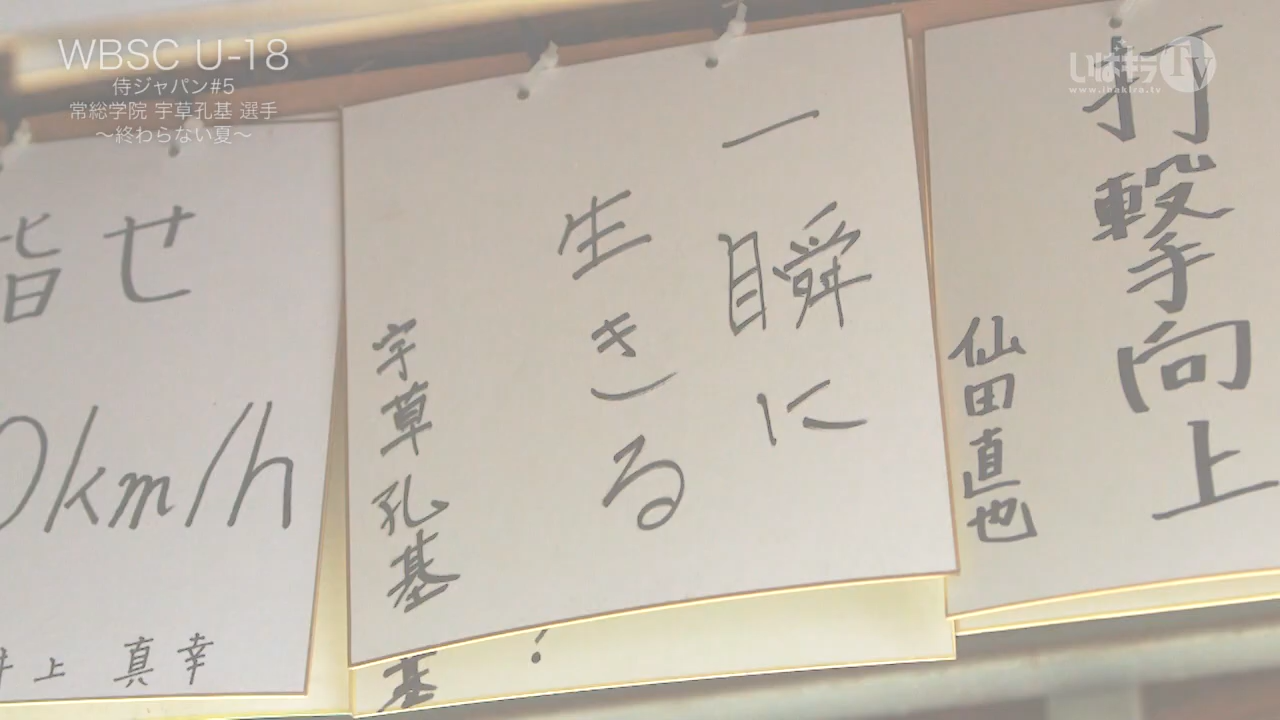 WBSC U-18
侍ジャパン#5
常総学院 宇草孔基 選手
～終わらない夏～
いばキラTV
www.ibakira.tv
打撃向上
仙田直也
一瞬に
生きる
宇草孔基
基
?
指せ
0km/h
井上 真幸